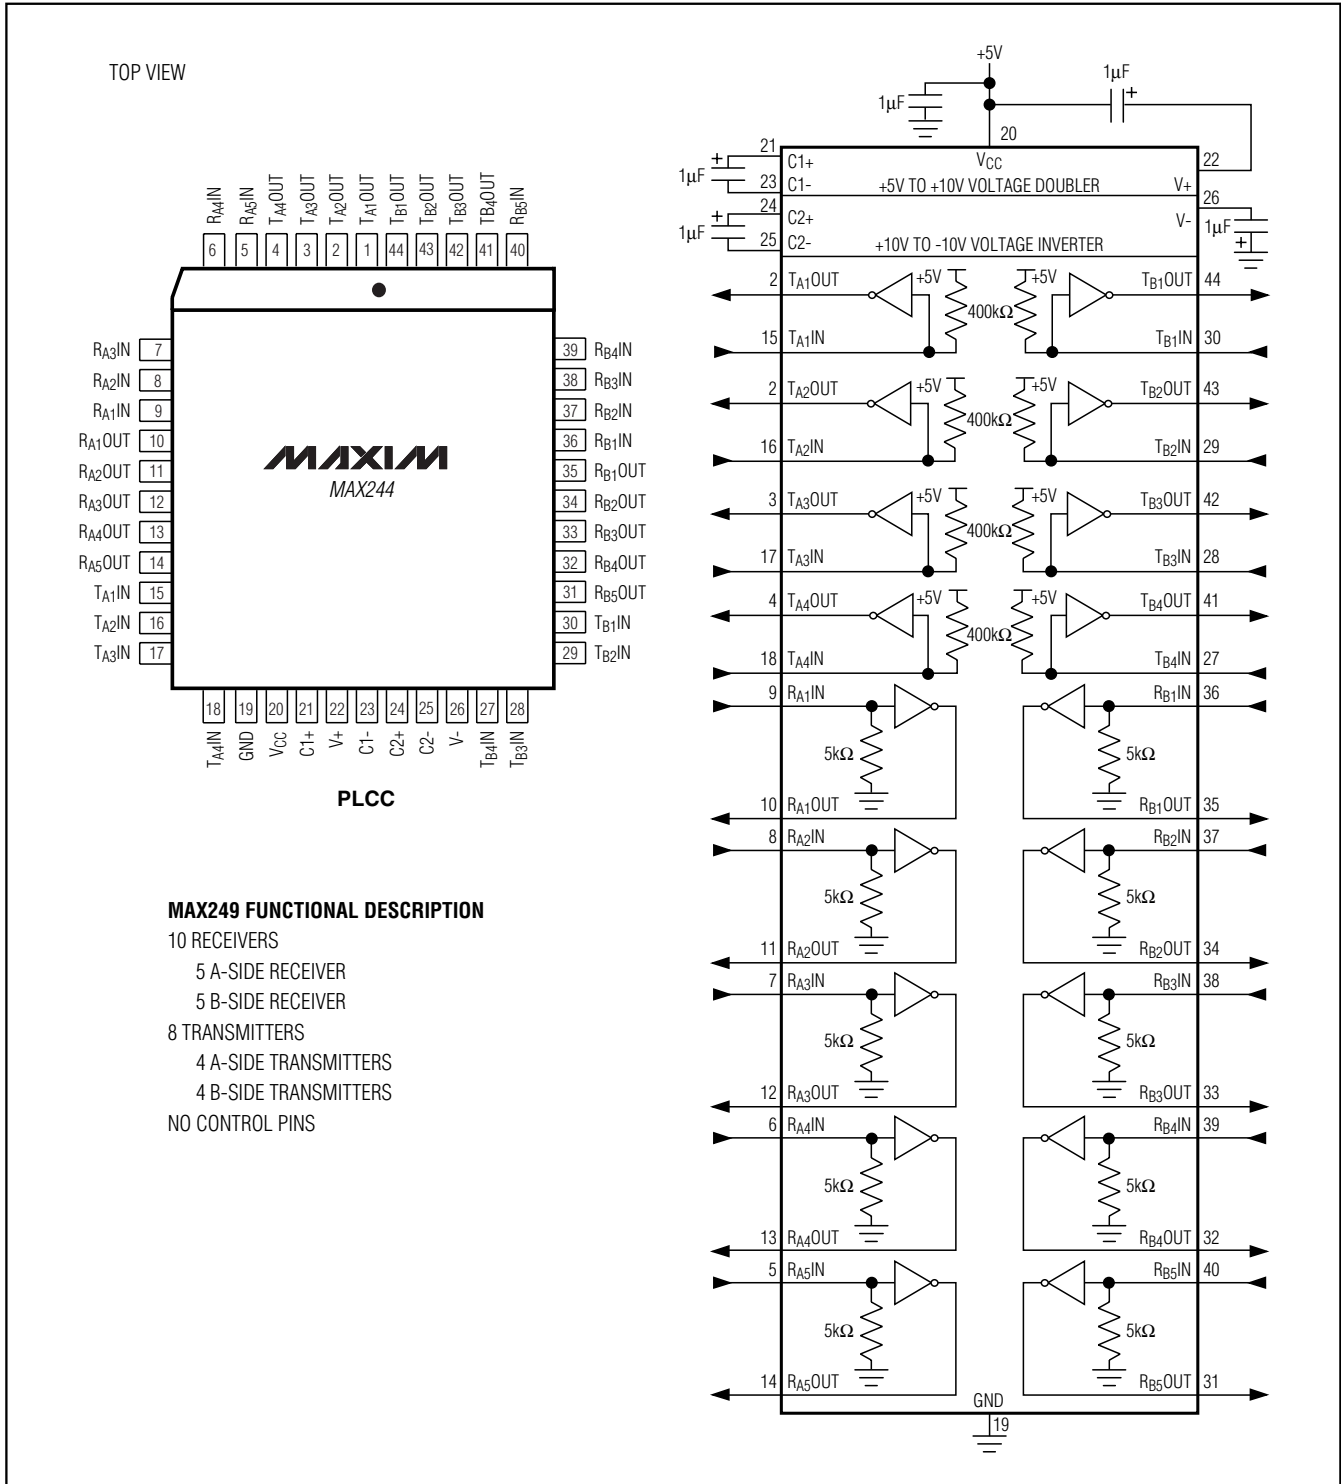 TOP VIEW
RA4IN
RA5IN
TA4OUT
TA3OUT
TA2OUT
TA1OUT
TB1OUT
TB2OUT
TB3OUT
TB4OUT
RB5IN
6 5 4 3 2 1 44 43 42 41 40
RA3IN 7
RA2IN 8
RA1IN 9
RA1OUT 10
RA2OUT 11
RA3OUT 12
RA4OUT 13
RA5OUT 14
TA1IN 15
TA2IN 16
TA3IN 17
MAXIM
MAX244
39 RB4IN
38 RB3IN
37 RB2IN
36 RB1IN
35 RB1OUT
34 RB2OUT
33 RB3OUT
32 RB4OUT
31 RB5OUT
30 TB1IN
29 TB2IN
18 19 20 21 22 23 24 25 26 27 28
TA4IN
GND
VCC
C1+
V+
C1-
C2+
C2-
V-
TB4IN
TB3IN
PLCC
MAX249 FUNCTIONAL DESCRIPTION
10 RECEIVERS
5 A-SIDE RECEIVER
5 B-SIDE RECEIVER
8 TRANSMITTERS
4 A-SIDE TRANSMITTERS
4 B-SIDE TRANSMITTERS
NO CONTROL PINS
+5V
1µF
1µF +
20
VCC
21 C1+
+ 1µF
23 C1-
+5V TO +10V VOLTAGE DOUBLER
V+ 22
24 C2+
+ 1µF
25 C2-
+10V TO -10V VOLTAGE INVERTER
V- 26
1µF +
2 TA1OUT +5V +5V TB1OUT 44
400kΩ
15 TA1IN TB1IN 30
2 TA2OUT +5V +5V TB2OUT 43
400kΩ
16 TA2IN TB2IN 29
3 TA3OUT +5V +5V TB3OUT 42
400kΩ
17 TA3IN TB3IN 28
4 TA4OUT +5V +5V TB4OUT 41
400kΩ
18 TA4IN TB4IN 27
9 RA1IN RB1IN 36
5kΩ 5kΩ
10 RA1OUT RB1OUT 35
8 RA2IN RB2IN 37
5kΩ 5kΩ
11 RA2OUT RB2OUT 34
7 RA3IN RB3IN 38
5kΩ 5kΩ
12 RA3OUT RB3OUT 33
6 RA4IN RB4IN 39
5kΩ 5kΩ
13 RA4OUT RB4OUT 32
5 RA5IN RB5IN 40
5kΩ 5kΩ
14 RA5OUT RB5OUT 31
GND
19